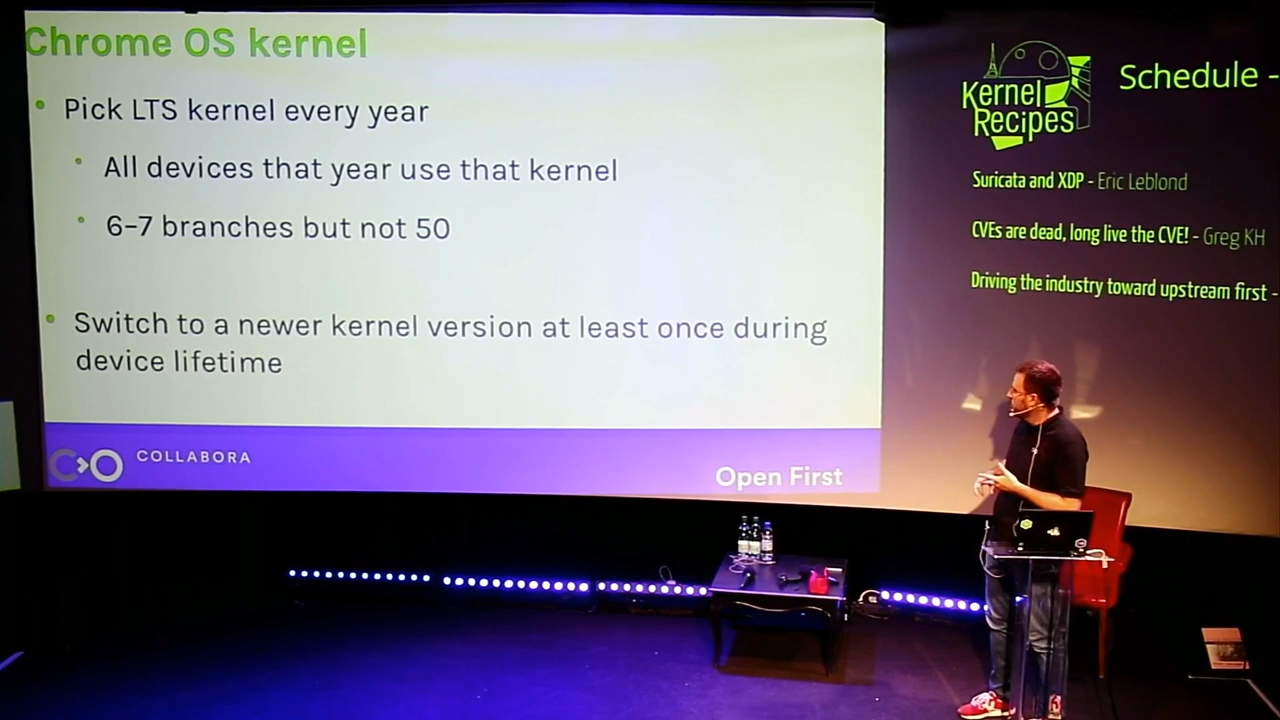 Chrome OS kernel
• Pick LTS kernel every year
• All devices that year use that kernel
• 6–7 branches but not 50
• Switch to a newer kernel version at least once during
device lifetime
COLLABORA
Open First
Kernel
Recipes
Schedule -
Suricata and XDP - Eric Leblond
CVEs are dead, long live the CVE! - Greg KH
Driving the industry toward upstream first -